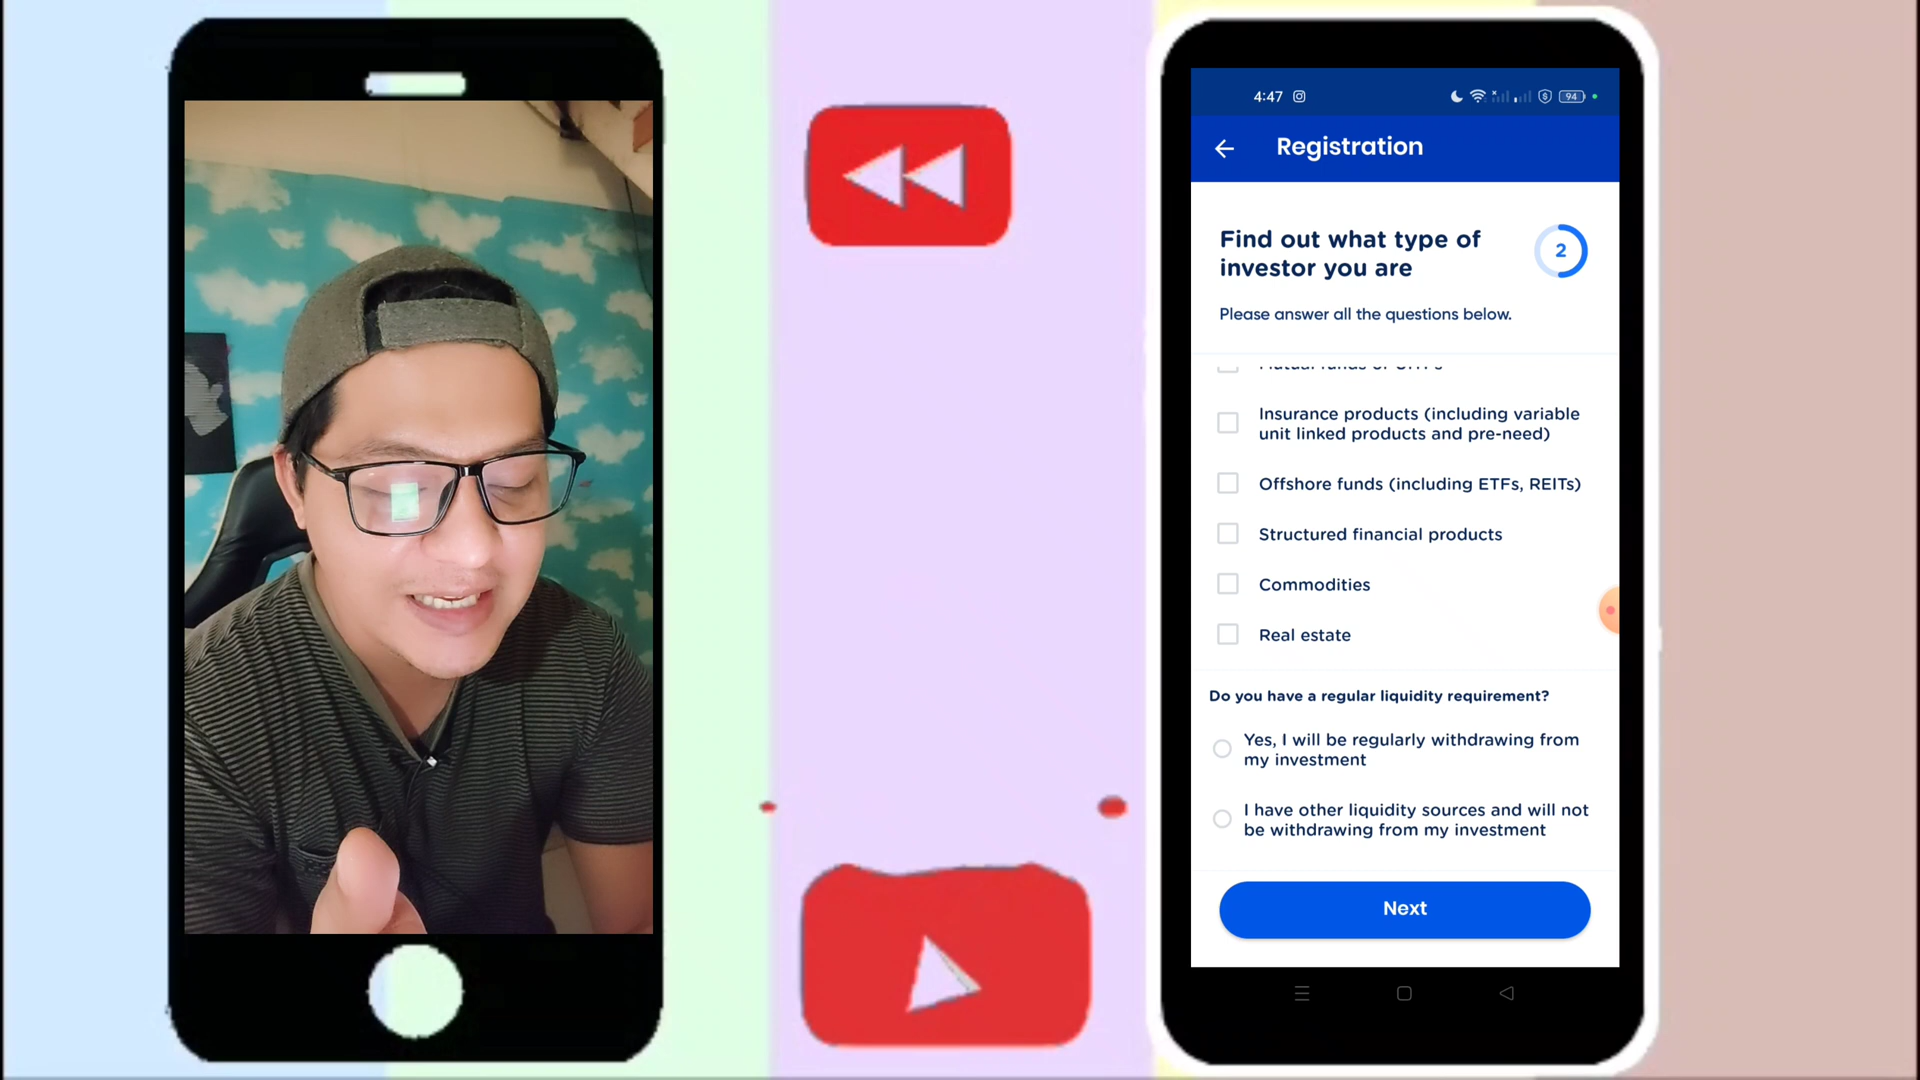 4:47
94
Registration
Find out what type of
investor you are
2
Please answer all the questions below.
Insurance products (including variable
unit linked products and pre-need)
Offshore funds (including ETFs, REITs)
Structured financial products
Commodities
Real estate
Do you have a regular liquidity requirement?
Yes, I will be regularly withdrawing from
my investment
I have other liquidity sources and will not
be withdrawing from my investment
Next